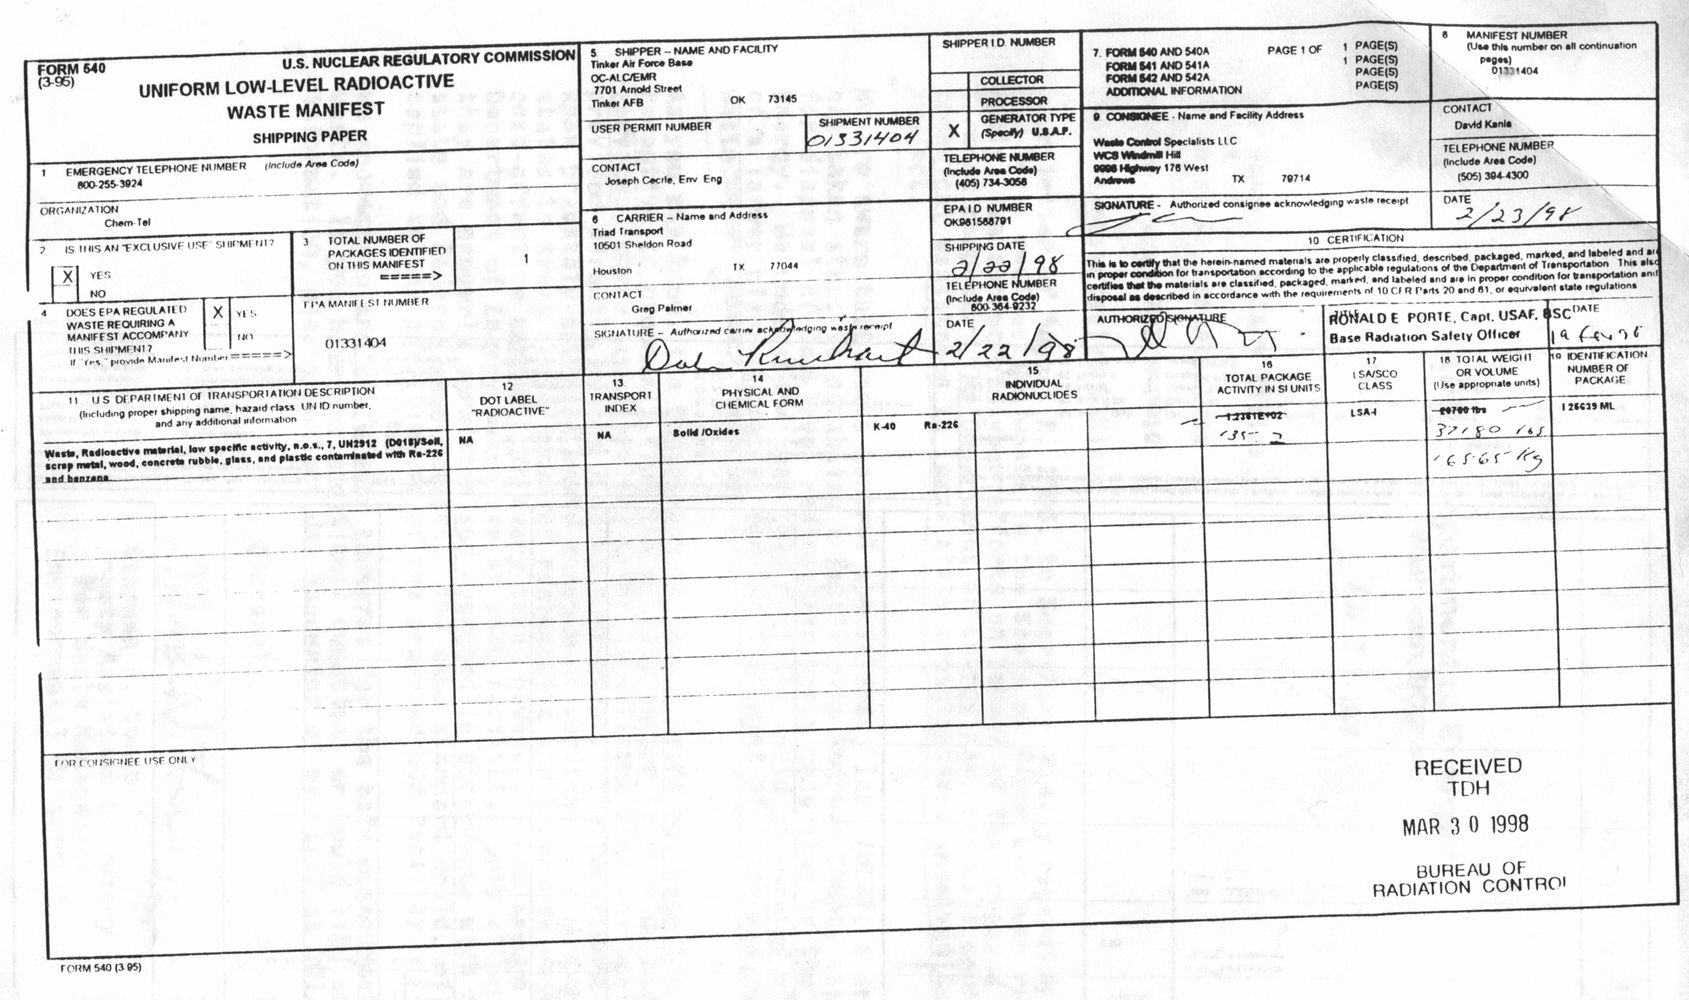 FORM 540
(3-95)
U.S. NUCLEAR REGULATORY COMMISSION
UNIFORM LOW-LEVEL RADIOACTIVE
WASTE MANIFEST
SHIPPING PAPER
1 EMERGENCY TELEPHONE NUMBER (Include Area Code)
800-255-3924
ORGANIZATION
Chem-Tel
2 IS THIS AN "EXCLUSIVE USE" SHIPMENT?
X YES
NO
3 TOTAL NUMBER OF
PACKAGES IDENTIFIED
ON THIS MANIFEST
=====>
1
4 DOES EPA REGULATED
WASTE REQUIRING A
MANIFEST ACCOMPANY
THIS SHIPMENT?
If "Yes," provide Manifest Number =====>
X YES
NO
EPA MANIFEST NUMBER
01331404
5 SHIPPER - NAME AND FACILITY
Tinker Air Force Base
OC-ALC/EMR
7701 Arnold Street
Tinker AFB OK 73145
USER PERMIT NUMBER
SHIPMENT NUMBER
01331404
CONTACT
Joseph Cecrle, Env Eng
6 CARRIER - Name and Address
Triad Transport
10501 Sheldon Road
Houston TX 77044
CONTACT
Greg Palmer
SIGNATURE - Authorized carrier acknowledging waste receipt
SHIPPER I.D. NUMBER
COLLECTOR
PROCESSOR
X GENERATOR TYPE
(Specify) U.S.A.F.
TELEPHONE NUMBER
(Include Area Code)
(405) 734-3058
EPA I.D NUMBER
OK981588791
SHIPPING DATE
2/22/98
TELEPHONE NUMBER
(Include Area Code)
800-364-9232
DATE
2/22/98
7. FORM 540 AND 540A PAGE 1 OF 1 PAGE(S)
FORM 541 AND 541A 1 PAGE(S)
FORM 542 AND 542A PAGE(S)
ADDITIONAL INFORMATION PAGE(S)
8 MANIFEST NUMBER
(Use this number on all continuation
pages)
01331404
9. CONSIGNEE - Name and Facility Address
Waste Control Specialists LLC
WCS Windmill Hill
9998 Highway 176 West
Andrews TX 79714
CONTACT
David Kania
TELEPHONE NUMBER
(Include Area Code)
(505) 394-4300
SIGNATURE - Authorized consignee acknowledging waste receipt
DATE
2/23/98
10 CERTIFICATION
This is to certify that the herein-named materials are properly classified, described, packaged, marked, and labeled and are
in proper condition for transportation according to the applicable regulations of the Department of Transportation This also
certifies that the materials are classified, packaged, marked, and labeled and are in proper condition for transportation and
disposal as described in accordance with the requirements of 10 CFR Parts 20 and 61, or equivalent state regulations
AUTHORIZED SIGNATURE
RONALD E PORTE, Capt, USAF, BSC
Base Radiation Safety Officer
DATE
11 U S DEPARTMENT OF TRANSPORTATION DESCRIPTION
(Including proper shipping name, hazard class, UN ID number,
and any additional information
12
DOT LABEL
"RADIOACTIVE"
13
TRANSPORT
INDEX
14
PHYSICAL AND
CHEMICAL FORM
15
INDIVIDUAL
RADIONUCLIDES
16
TOTAL PACKAGE
ACTIVITY IN SI UNITS
17
LSA/SCO
CLASS
18 TOTAL WEIGHT
OR VOLUME
(Use appropriate units)
19 IDENTIFICATION
NUMBER OF
PACKAGE
Waste, Radioactive material, low specific activity, n.o.s., 7, UN2912 (D018)/Soil,
scrap metal, wood, concrete rubble, glass, and plastic contaminated with Ra-226
and benzene
NA
NA
Solid /Oxides
K-40 Ra-226
LSA-I
37180 lbs
126639 ML
FOR CONSIGNEE USE ONLY
RECEIVED
TDH
MAR 30 1998
BUREAU OF
RADIATION CONTROL
FORM 540 (3 95)